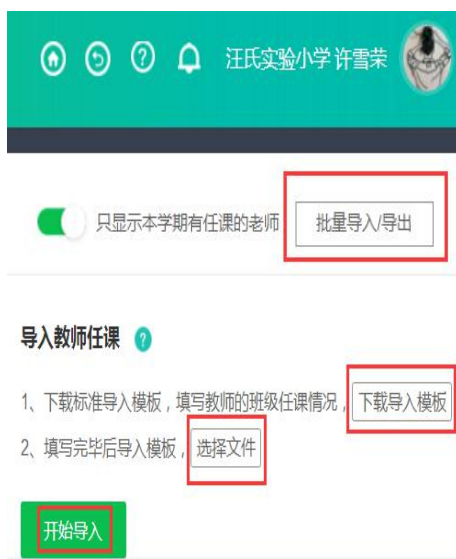 汪氏实验小学 许雪荣
只显示本学期有任课的老师 批量导入/导出
导入教师任课 ?
1、下载标准导入模板，填写教师的班级任课情况， 下载导入模板
2、填写完毕后导入模板， 选择文件
开始导入